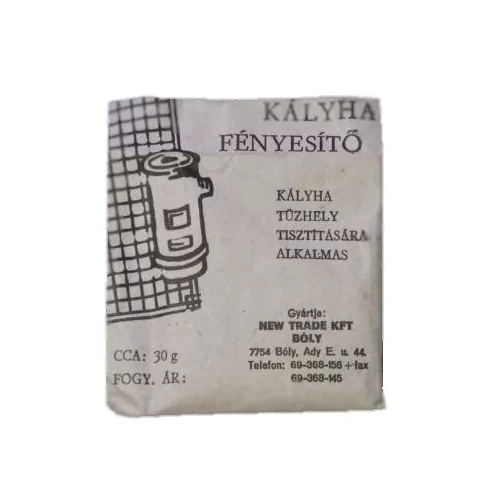 KÁLYHA
FÉNYESÍTŐ
KÁLYHA
TŰZHELY
TISZTÍTÁSÁRA
ALKALMAS
Gyártja:
NEW TRADE KFT
BÓLY
7754 Bóly, Ady E. u. 44.
Telefon: 69-368-156 + fax
69-368-145
CCA: 30 g
FOGY. ÁR: